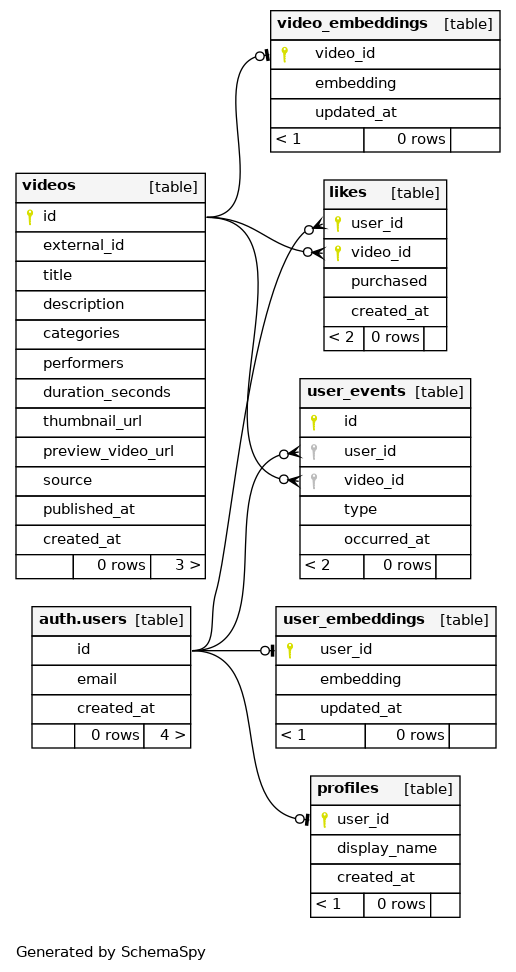 video_embeddings [table]
video_id
embedding
updated_at
< 1 0 rows
videos [table]
id
external_id
title
description
categories
performers
duration_seconds
thumbnail_url
preview_video_url
source
published_at
created_at
0 rows 3 >
likes [table]
user_id
video_id
purchased
created_at
< 2 0 rows
user_events [table]
id
user_id
video_id
type
occurred_at
< 2 0 rows
auth.users [table]
id
email
created_at
0 rows 4 >
user_embeddings [table]
user_id
embedding
updated_at
< 1 0 rows
profiles [table]
user_id
display_name
created_at
< 1 0 rows
Generated by SchemaSpy